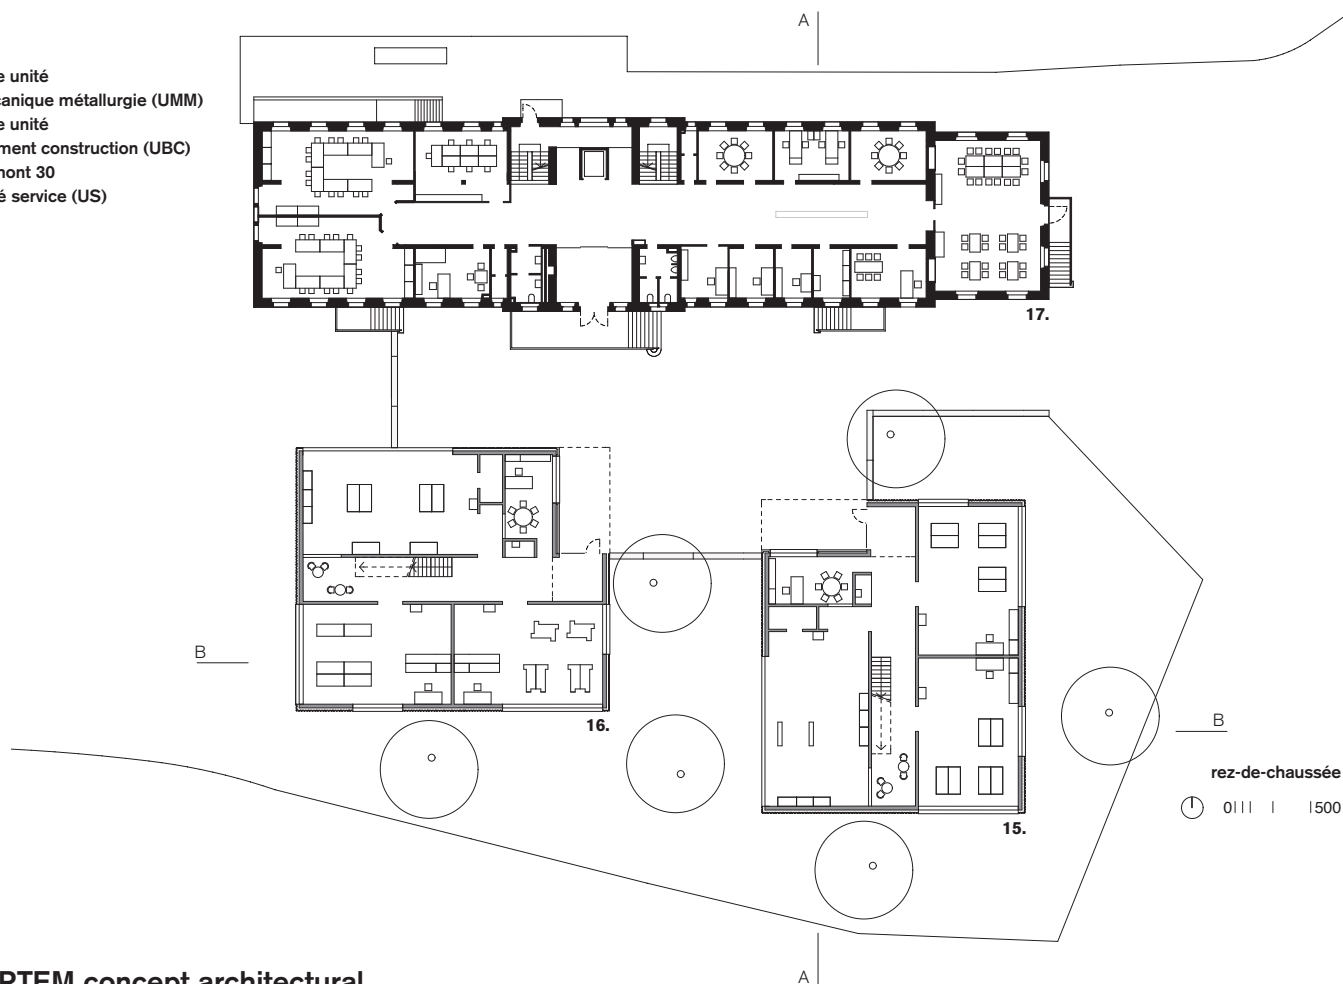 A
e unité
canique métallurgie (UMM)
e unité
ment construction (UBC)
mont 30
é service (US)
17.
B
16.
B
rez-de-chaussée
0 500
15.
RTEM concept architectural
A